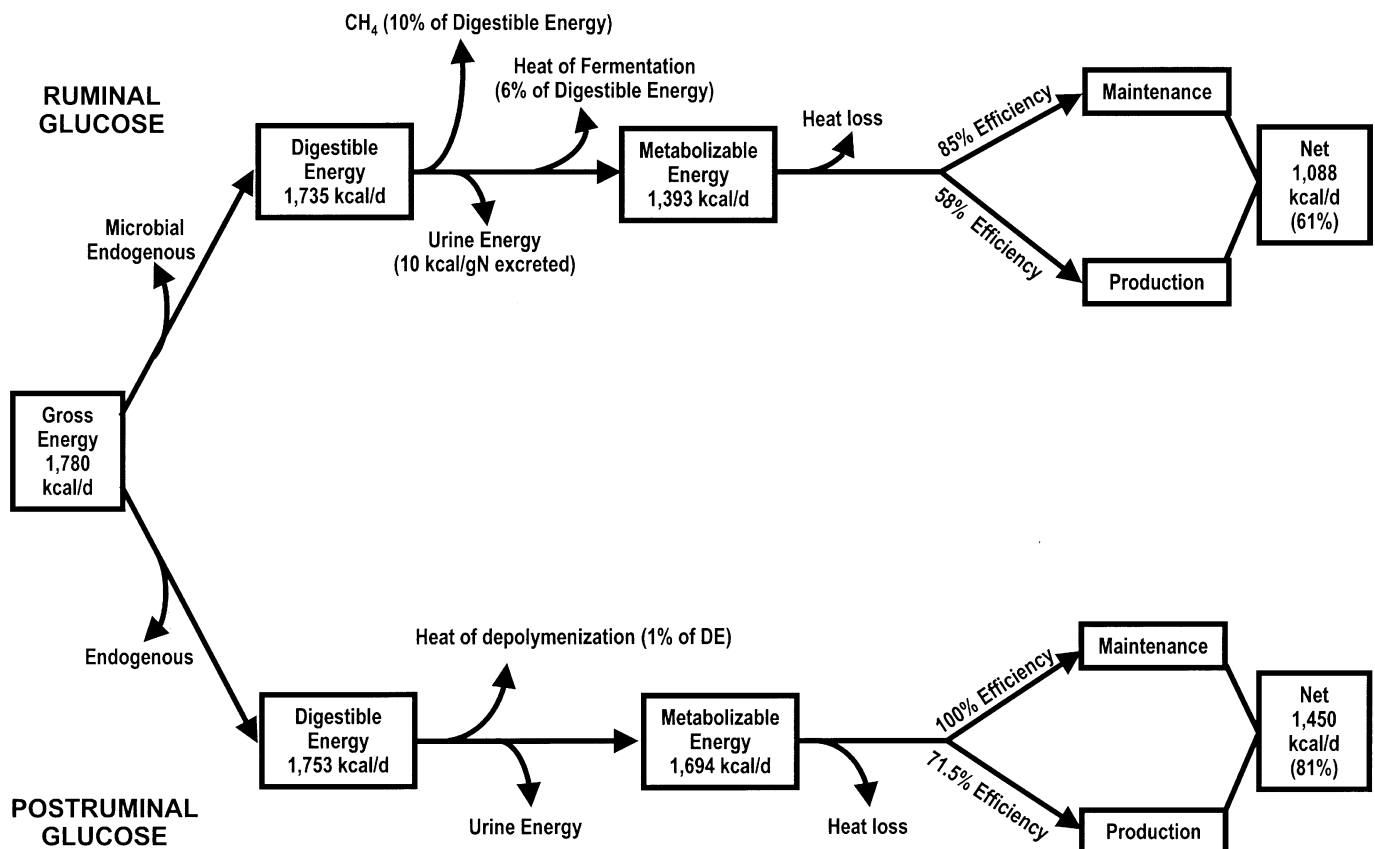 CH₄ (10% of Digestible Energy)
Heat of Fermentation
(6% of Digestible Energy)
RUMINAL
GLUCOSE
Digestible
Energy
1,735 kcal/d
Metabolizable
Energy
1,393 kcal/d
Heat loss
85% Efficiency
58% Efficiency
Maintenance
Production
Net
1,088
kcal/d
(61%)
Microbial
Endogenous
Urine Energy
(10 kcal/gN excreted)
Gross
Energy
1,780
kcal/d
Endogenous
Heat of depolymenization (1% of DE)
Digestible
Energy
1,753 kcal/d
Metabolizable
Energy
1,694 kcal/d
Urine Energy
Heat loss
100% Efficiency
71.5% Efficiency
Maintenance
Production
Net
1,450
kcal/d
(81%)
POSTRUMINAL
GLUCOSE